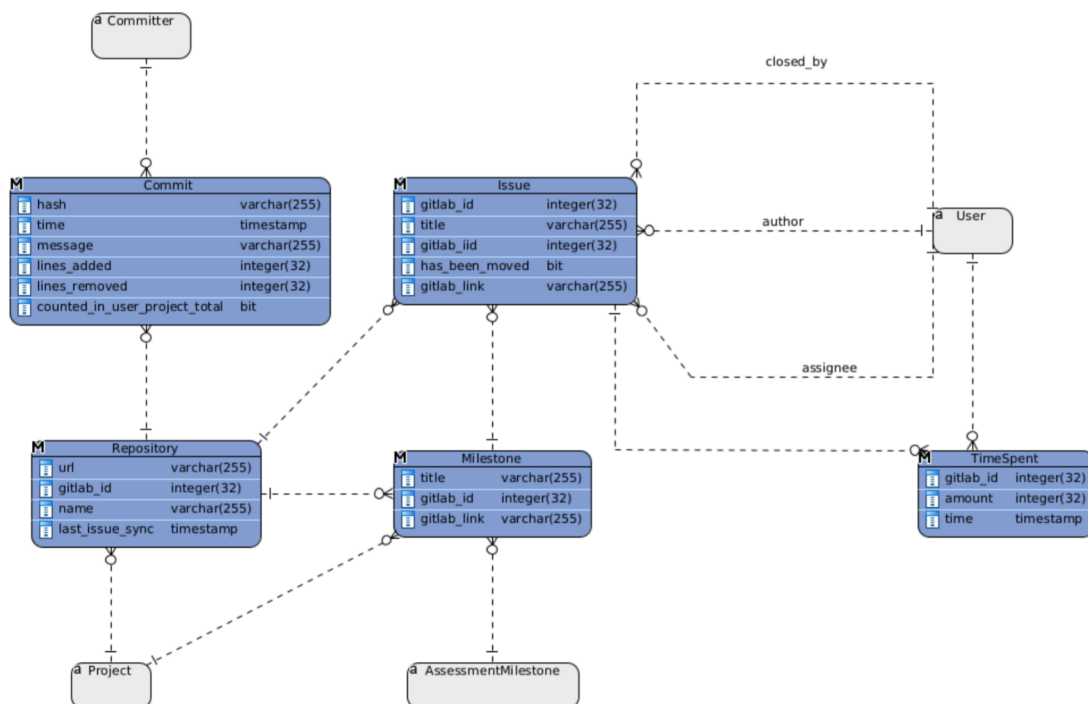 a Committer
closed_by
M Commit
hash varchar(255)
time timestamp
message varchar(255)
lines_added integer(32)
lines_removed integer(32)
counted_in_user_project_total bit
M Issue
gitlab_id integer(32)
title varchar(255)
gitlab_iid integer(32)
has_been_moved bit
gitlab_link varchar(255)
author
a User
assignee
M Repository
url varchar(255)
gitlab_id integer(32)
name varchar(255)
last_issue_sync timestamp
M Milestone
title varchar(255)
gitlab_id integer(32)
gitlab_link varchar(255)
M TimeSpent
gitlab_id integer(32)
amount integer(32)
time timestamp
a Project
a AssessmentMilestone